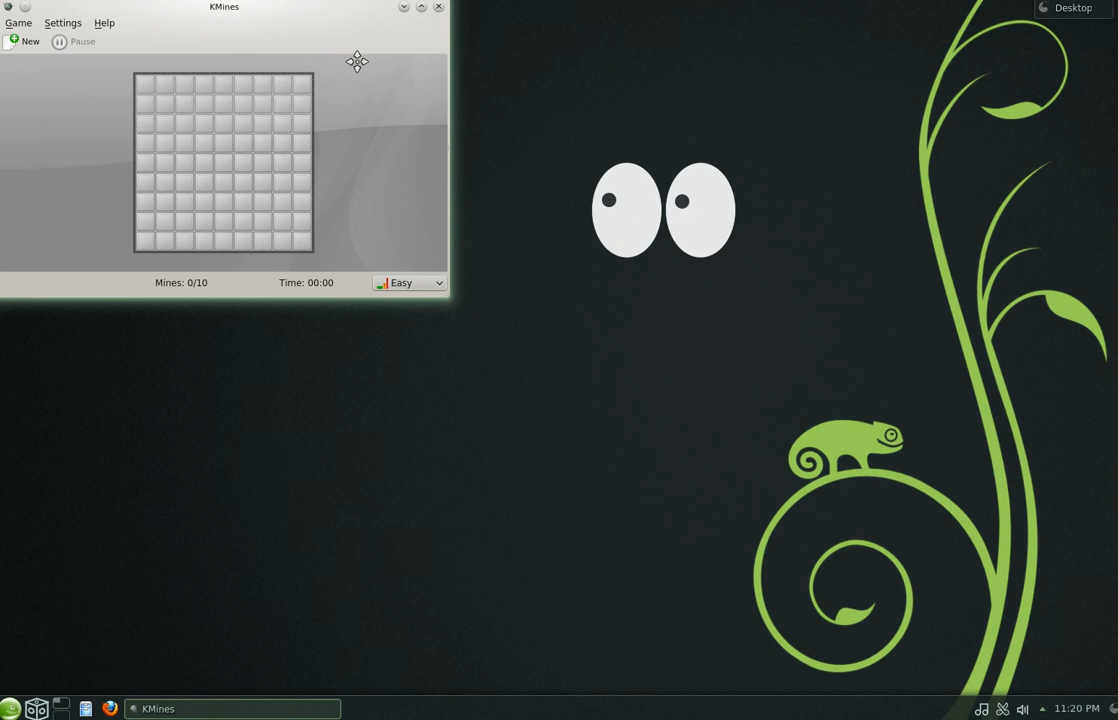 KMines
Desktop
Game Settings Help
New Pause
Mines: 0/10 Time: 00:00 Easy
KMines
11:20 PM